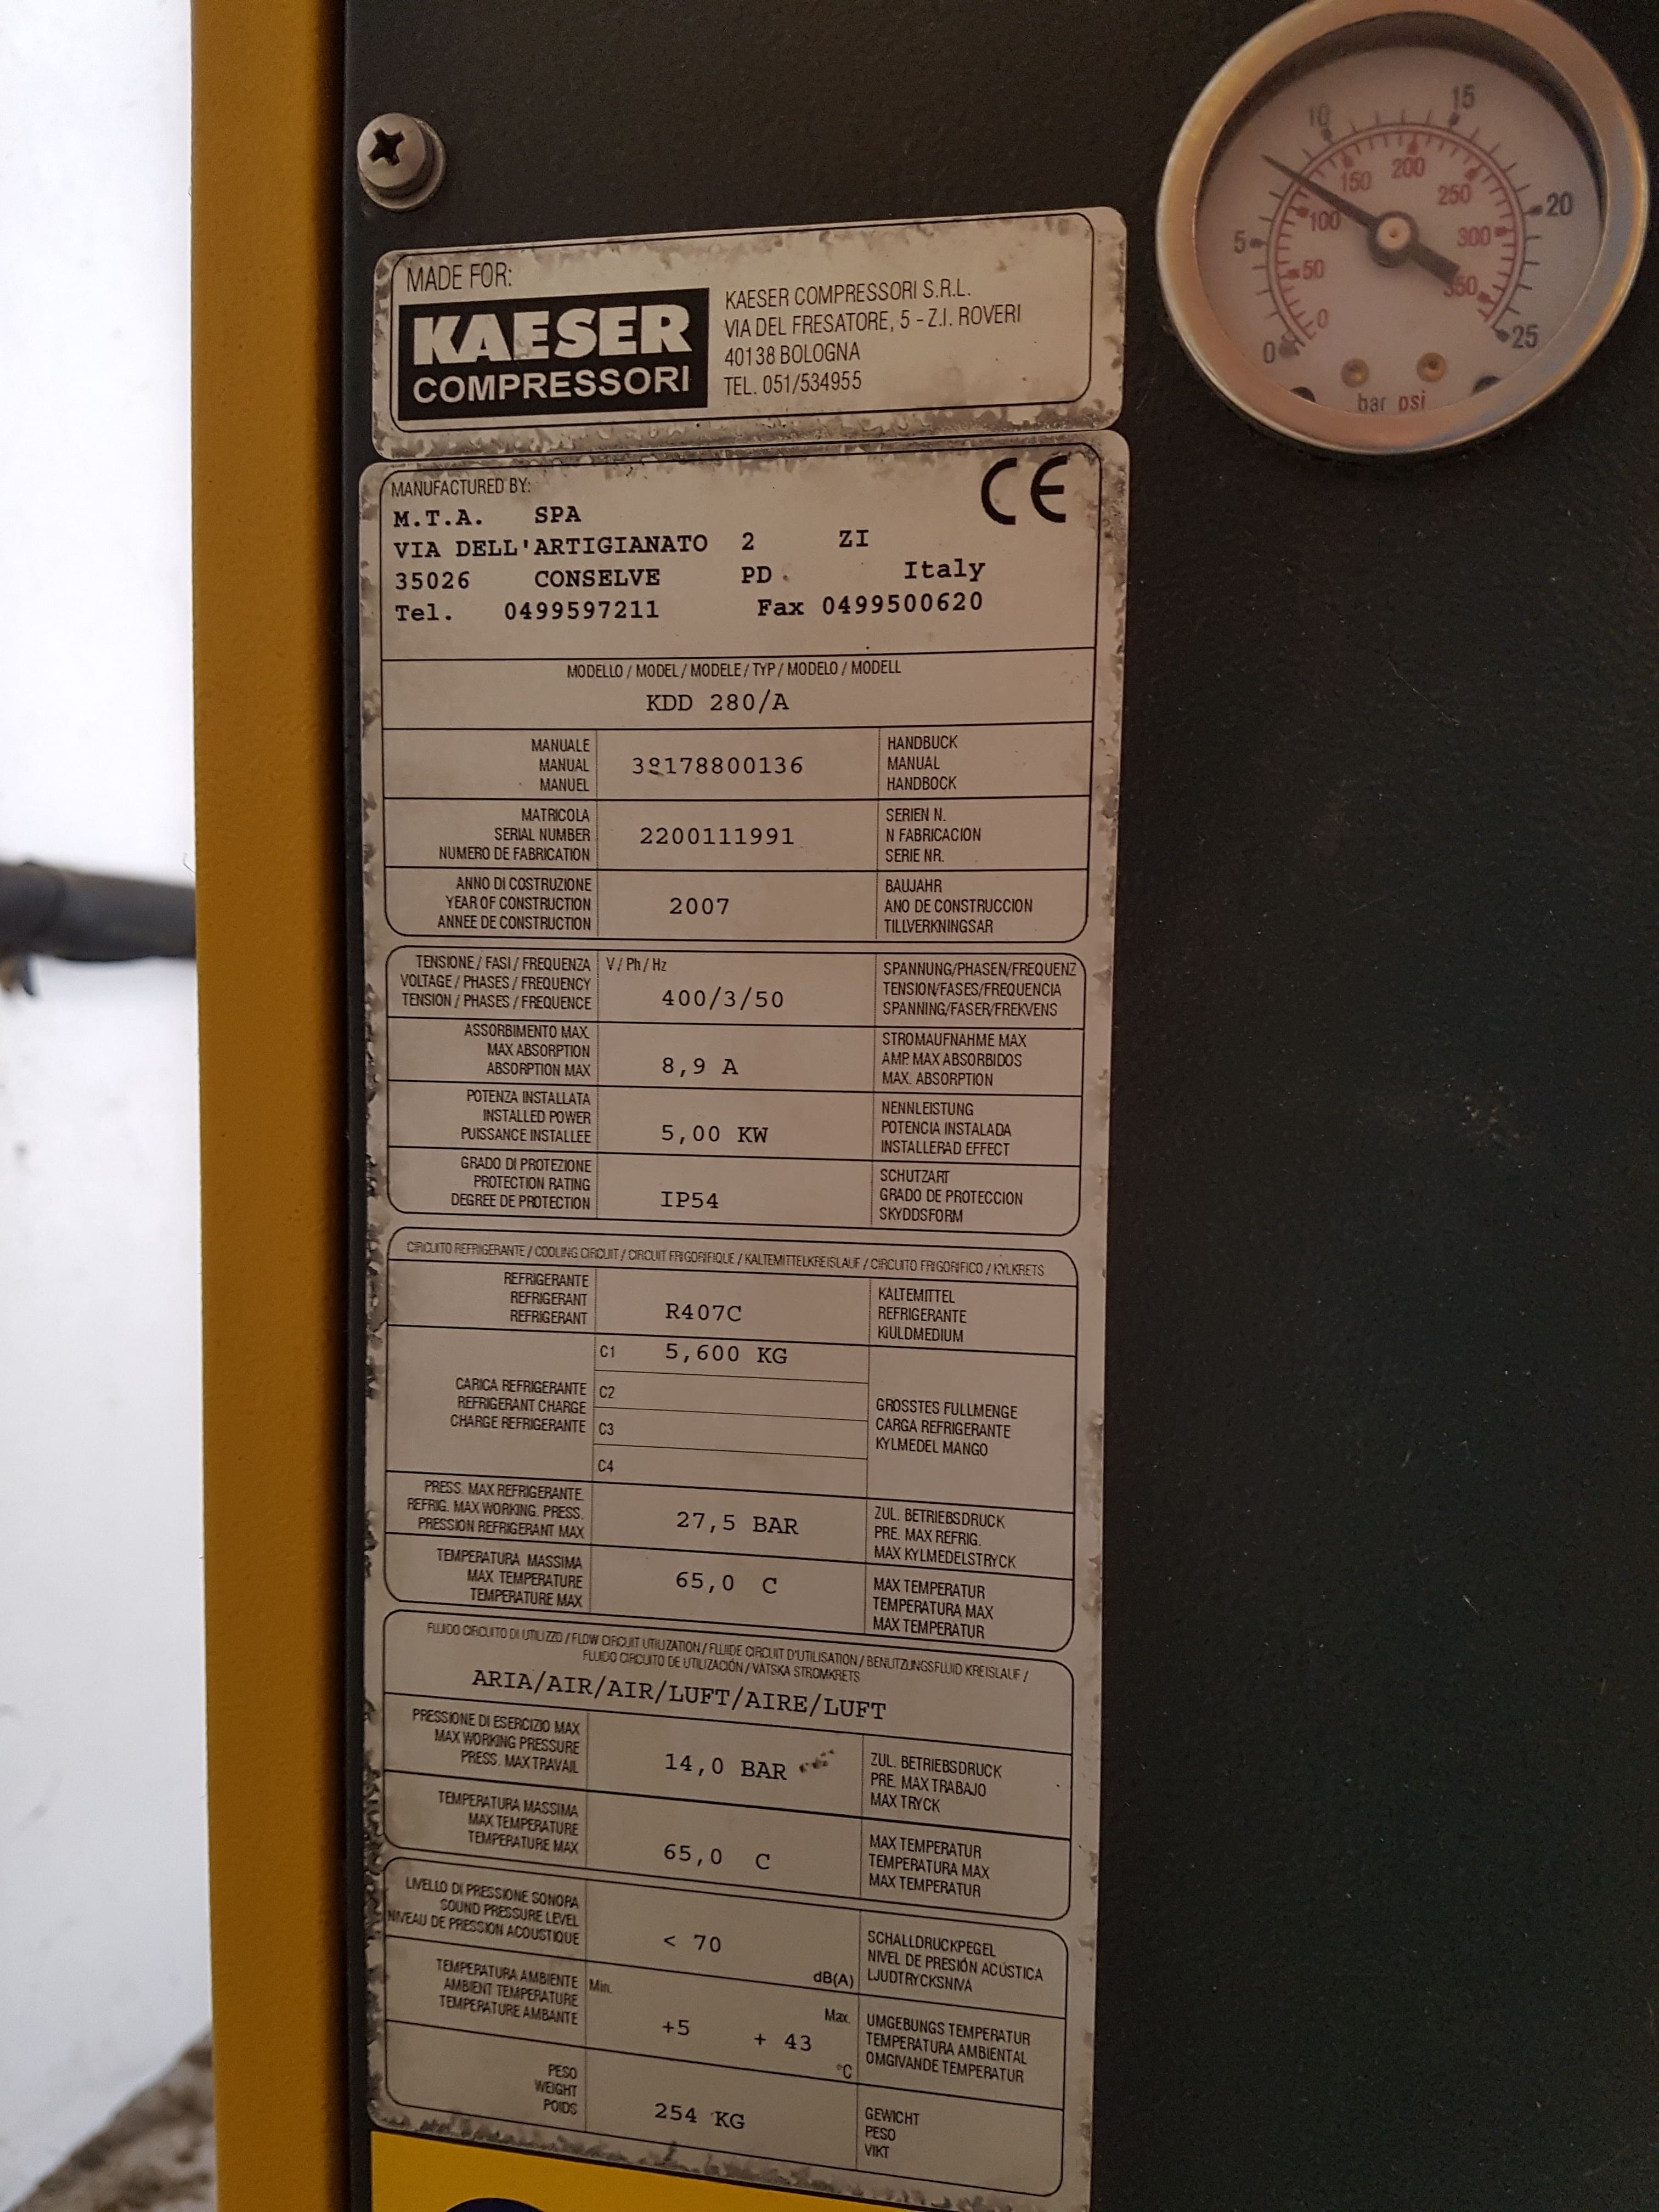 MADE FOR:
KAESER
COMPRESSORI
KAESER COMPRESSORI S.R.L.
VIA DEL FRESATORE, 5 - Z.I. ROVERI
40138 BOLOGNA
TEL. 051/534955
MANUFACTURED BY:
CE
M.T.A. SPA
VIA DELL'ARTIGIANATO 2 ZI
35026 CONSELVE PD. Italy
Tel. 0499597211 Fax 0499500620
MODELLO / MODEL / MODELE / TYP / MODELO / MODELL
KDD 280/A
MANUALE
MANUAL
MANUEL
38178800136
HANDBUCK
MANUAL
HANDBOCK
MATRICOLA
SERIAL NUMBER
NUMERO DE FABRICATION
2200111991
SERIEN N.
N FABRICACION
SERIE NR.
ANNO DI COSTRUZIONE
YEAR OF CONSTRUCTION
ANNEE DE CONSTRUCTION
2007
BAUJAHR
ANO DE CONSTRUCCION
TILLVERKNINGSAR
TENSIONE / FASI / FREQUENZA
VOLTAGE / PHASES / FREQUENCY
TENSION / PHASES / FREQUENCE
V / Ph / Hz
400/3/50
SPANNUNG/PHASEN/FREQUENZ
TENSION/FASES/FREQUENCIA
SPANNING/FASER/FREKVENS
ASSORBIMENTO MAX.
MAX ABSORPTION
ABSORPTION MAX
8,9 A
STROMAUFNAHME MAX
AMP. MAX ABSORBIDOS
MAX. ABSORPTION
POTENZA INSTALLATA
INSTALLED POWER
PUISSANCE INSTALLEE
5,00 KW
NENNLEISTUNG
POTENCIA INSTALADA
INSTALLERAD EFFECT
GRADO DI PROTEZIONE
PROTECTION RATING
DEGREE DE PROTECTION
IP54
SCHUTZART
GRADO DE PROTECCION
SKYDDSFORM
CIRCUITO REFRIGERANTE / COOLING CIRCUIT / CIRCUIT FRIGORIFIQUE / KALTEMITTELKREISLAUF / CIRCUITO FRIGORIFICO / KYLKRETS
REFRIGERANTE
REFRIGERANT
REFRIGERANT
R407C
KALTEMITTEL
REFRIGERANTE
KIULDMEDIUM
CARICA REFRIGERANTE
REFRIGERANT CHARGE
CHARGE REFRIGERANTE
C1 5,600 KG
C2
C3
C4
GROSSTES FULLMENGE
CARGA REFRIGERANTE
KYLMEDEL MANGO
PRESS. MAX REFRIGERANTE
REFRIG. MAX WORKING. PRESS.
PRESSION REFRIGERANT MAX
27,5 BAR
ZUL. BETRIEBSDRUCK
PRE. MAX REFRIG.
MAX KYLMEDELSTRYCK
TEMPERATURA MASSIMA
MAX TEMPERATURE
TEMPERATURE MAX
65,0 C
MAX TEMPERATUR
TEMPERATURA MAX
MAX TEMPERATUR
FLUIDO CIRCUITO DI UTILIZZO / FLOW CIRCUIT UTILIZATION / FLUIDE CIRCUIT D'UTILISATION / BENUTZUNGSFLUID KREISLAUF /
FLUIDO CIRCUITO DE UTILIZACIÓN / VATSKA STROMKRETS
ARIA/AIR/AIR/LUFT/AIRE/LUFT
PRESSIONE DI ESERCIZIO MAX
MAX WORKING PRESSURE
PRESS. MAX TRAVAIL
14,0 BAR
ZUL. BETRIEBSDRUCK
PRE. MAX TRABAJO
MAX TRYCK
TEMPERATURA MASSIMA
MAX TEMPERATURE
TEMPERATURE MAX
65,0 C
MAX TEMPERATUR
TEMPERATURA MAX
MAX TEMPERATUR
LIVELLO DI PRESSIONE SONORA
SOUND PRESSURE LEVEL
NIVEAU DE PRESSION ACOUSTIQUE
< 70
dB(A)
SCHALLDRUCKPEGEL
NIVEL DE PRESIÓN ACÚSTICA
LJUDTRYCKSNIVA
TEMPERATURA AMBIENTE
AMBIENT TEMPERATURE
TEMPERATURE AMBANTE
Min. Max.
+5 + 43
°C
UMGEBUNGS TEMPERATUR
TEMPERATURA AMBIENTAL
OMGIVANDE TEMPERATUR
PESO
WEIGHT
POIDS
254 KG
GEWICHT
PESO
VIKT
0 5 10 15 20 25
0 50 100 150 200 250 300 350
bar psi